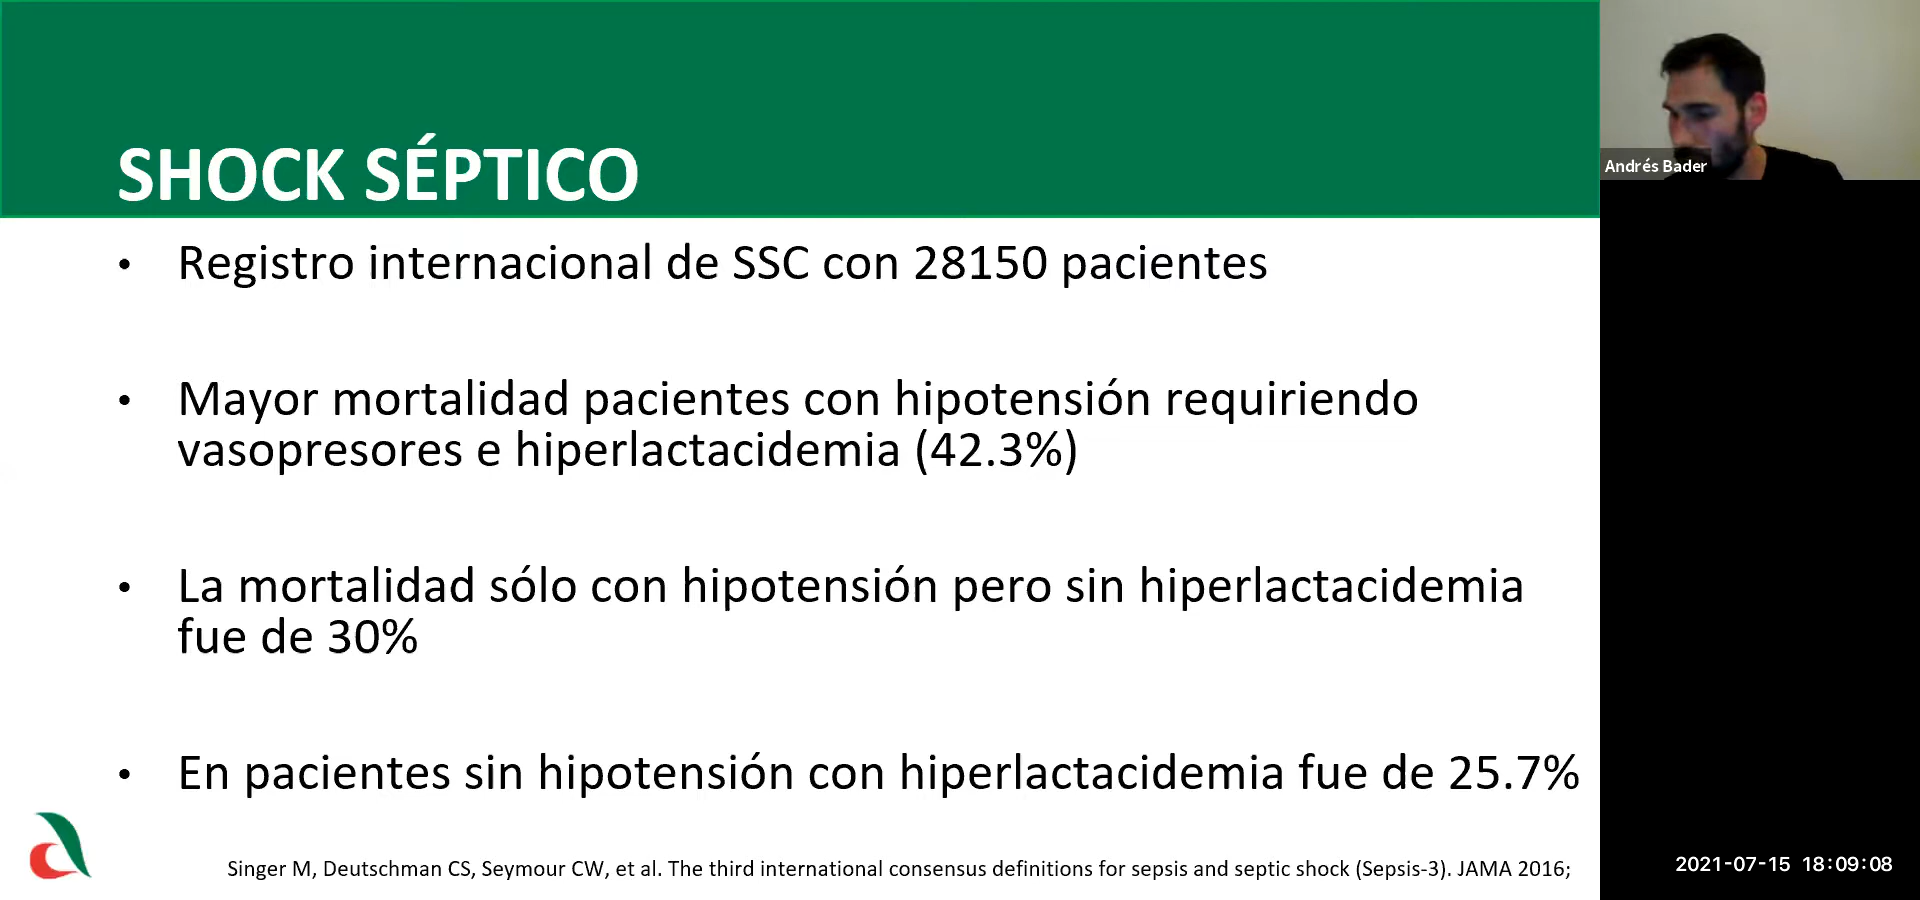 SHOCK SÉPTICO
• Registro internacional de SSC con 28150 pacientes
• Mayor mortalidad pacientes con hipotensión requiriendo
vasopresores e hiperlactacidemia (42.3%)
• La mortalidad sólo con hipotensión pero sin hiperlactacidemia
fue de 30%
• En pacientes sin hipotensión con hiperlactacidemia fue de 25.7%
Singer M, Deutschman CS, Seymour CW, et al. The third international consensus definitions for sepsis and septic shock (Sepsis-3). JAMA 2016;
Andrés Bader
2021-07-15 18:09:08